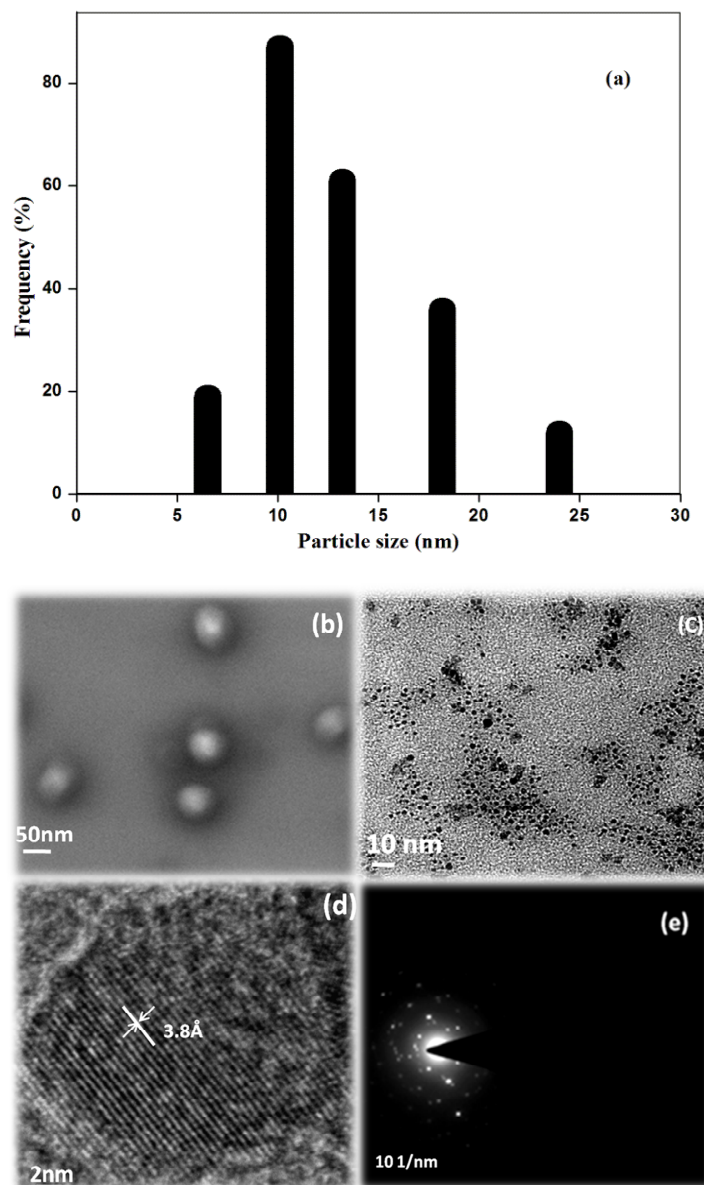 (a)
Frequency (%)
80
60
40
20
0
0 5 10 15 20 25 30
Particle size (nm)
(b)
50nm
(C)
10 nm
(d)
3.8Å
2nm
(e)
10 1/nm